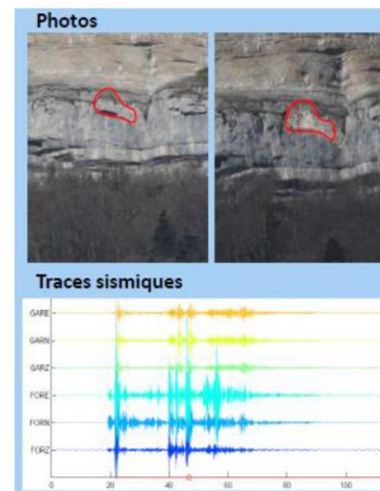 Photos
Traces sismiques
GARE
GARN
GARZ
FORE
FORN
FORZ
0 20 40 60 80 100